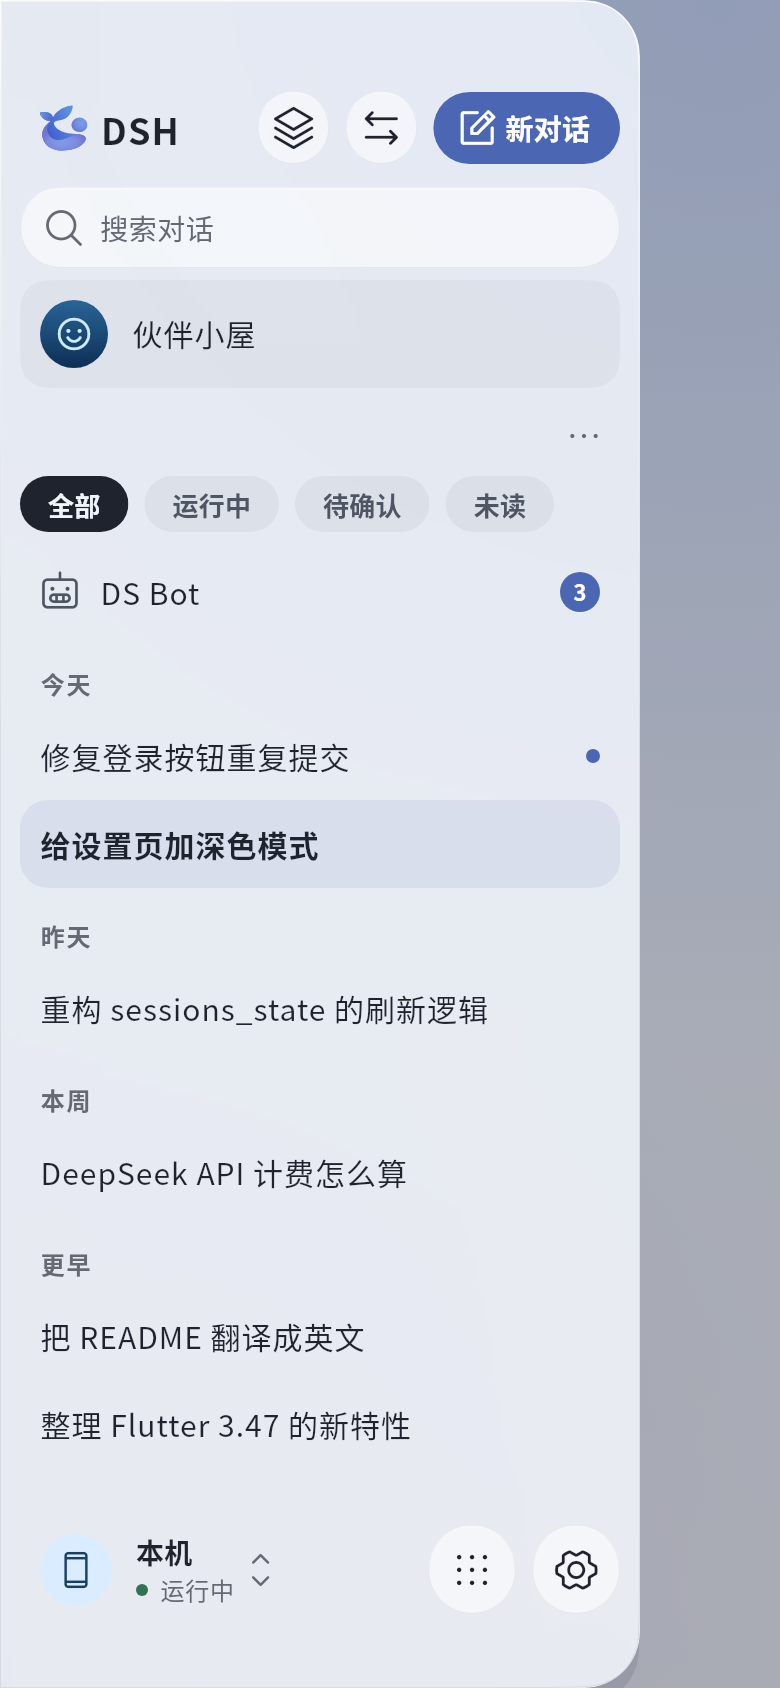 DSH
新对话
搜索对话
伙伴小屋
...
全部 运行中 待确认 未读
DS Bot 3
今天
修复登录按钮重复提交
给设置页加深色模式
昨天
重构 sessions_state 的刷新逻辑
本周
DeepSeek API 计费怎么算
更早
把 README 翻译成英文
整理 Flutter 3.47 的新特性
本机
运行中